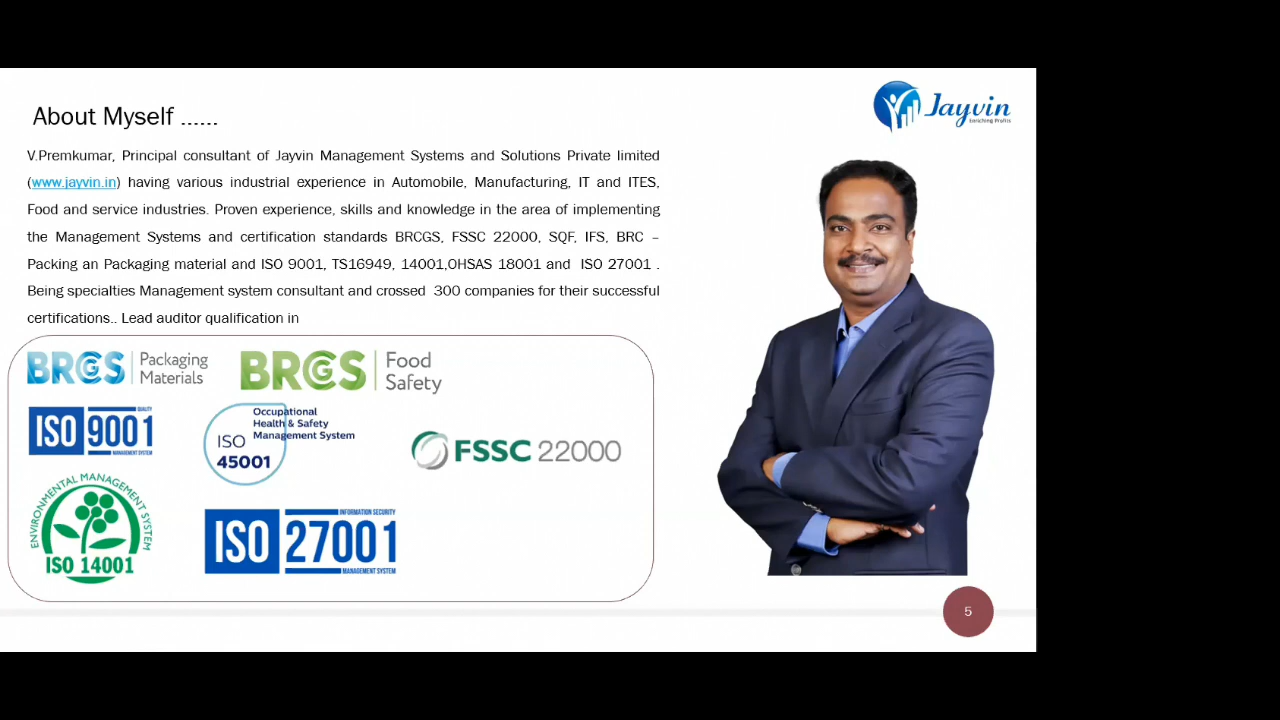 About Myself ......
Jayvin
Enriching Profits
V.Premkumar, Principal consultant of Jayvin Management Systems and Solutions Private limited
(www.jayvin.in) having various industrial experience in Automobile, Manufacturing, IT and ITES,
Food and service industries. Proven experience, skills and knowledge in the area of implementing
the Management Systems and certification standards BRCGS, FSSC 22000, SQF, IFS, BRC –
Packing an Packaging material and ISO 9001, TS16949, 14001,OHSAS 18001 and ISO 27001 .
Being specialties Management system consultant and crossed 300 companies for their successful
certifications.. Lead auditor qualification in
BRCGS Packaging
Materials
BRCGS Food
Safety
QUALITY
ISO 9001
MANAGEMENT SYSTEM
Occupational
Health & Safety
Management System
ISO
45001
FSSC 22000
ENVIRONMENTAL MANAGEMENT SYSTEM
ISO 14001
INFORMATION SECURITY
ISO 27001
MANAGEMENT SYSTEM
5